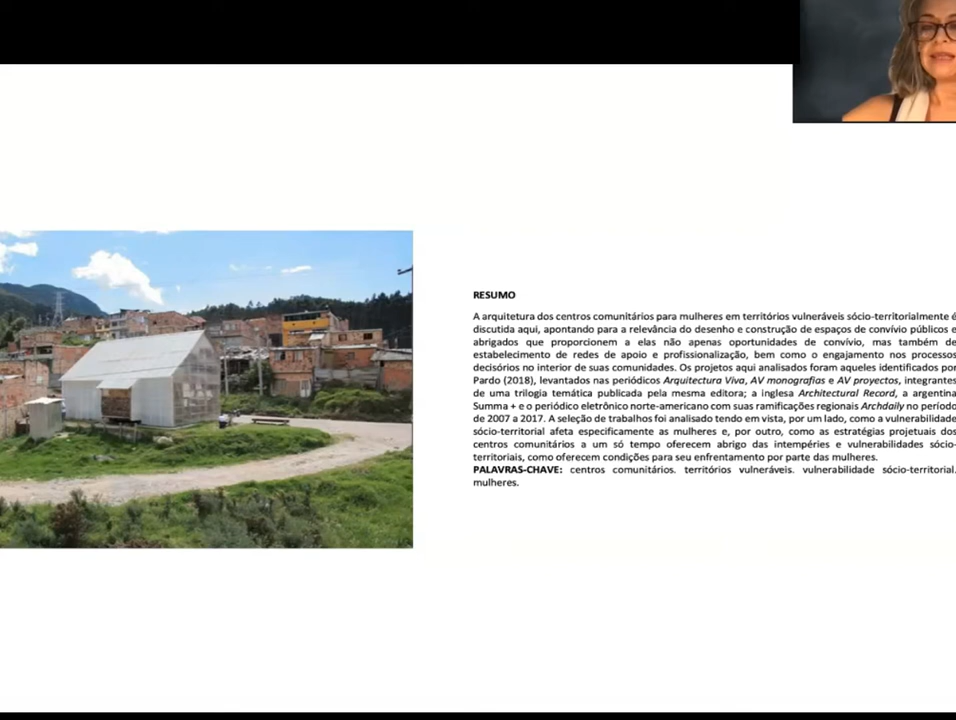 RESUMO
A arquitetura dos centros comunitários para mulheres em territórios vulneráveis sócio-territorialmente é
discutida aqui, apontando para a relevância do desenho e construção de espaços de convívio públicos e
abrigados que proporcionem a elas não apenas oportunidades de convívio, mas também de
estabelecimento de redes de apoio e profissionalização, bem como o engajamento nos processos
decisórios no interior de suas comunidades. Os projetos aqui analisados foram aqueles identificados por
Pardo (2018), levantados nas periódicos Arquitectura Viva, AV monografias e AV proyectos, integrantes
de uma trilogia temática publicada pela mesma editora; a inglesa Architectural Record, a argentina
Summa + e o periódico eletrônico norte-americano com suas ramificações regionais Archdaily no período
de 2007 a 2017. A seleção de trabalhos foi analisado tendo em vista, por um lado, como a vulnerabilidade
sócio-territorial afeta especificamente as mulheres e, por outro, como as estratégias projetuais dos
centros comunitários a um só tempo oferecem abrigo das intempéries e vulnerabilidades sócio-
territoriais, como oferecem condições para seu enfrentamento por parte das mulheres.
PALAVRAS-CHAVE: centros comunitários. territórios vulneráveis. vulnerabilidade sócio-territorial.
mulheres.